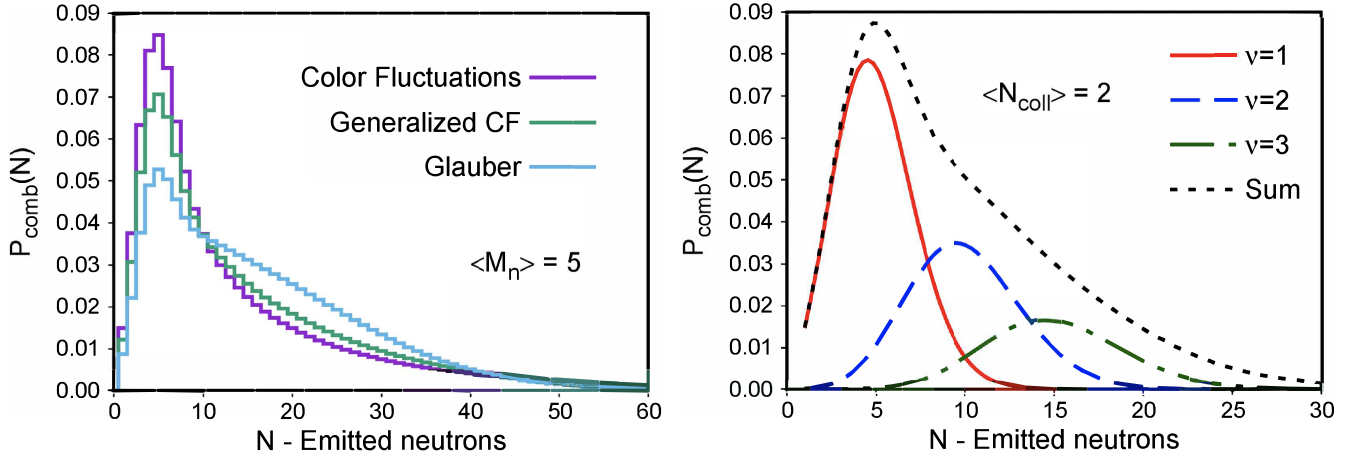 0.09
0.08
0.07
0.06
0.05
0.04
0.03
0.02
0.01
0.00
P_comb(N)
Color Fluctuations
Generalized CF
Glauber
<M_n> = 5
0 10 20 30 40 50 60
N - Emitted neutrons
0.09
0.08
0.07
0.06
0.05
0.04
0.03
0.02
0.01
0.00
P_comb(N)
<N_coll> = 2
ν=1
ν=2
ν=3
Sum
0 5 10 15 20 25 30
N - Emitted neutrons